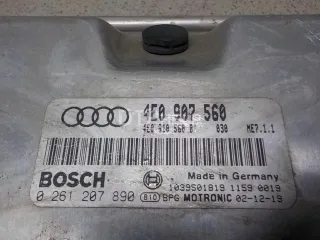 4E0 907 560
4E0 910 560 B 030 ME7.1.1
BOSCH Made in Germany
1039S01819 1159 0019
0 261 207 890 BPG MOTRONIC 02-12-19